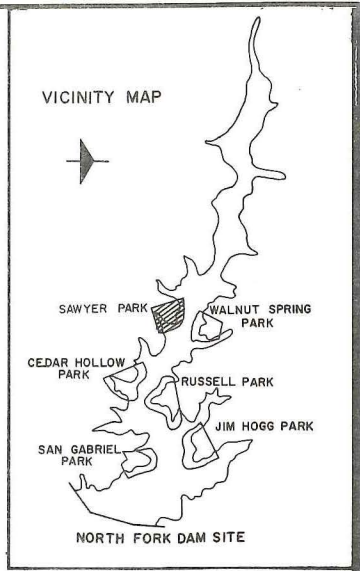 VICINITY MAP
SAWYER PARK
WALNUT SPRING
PARK
CEDAR HOLLOW
PARK
RUSSELL PARK
JIM HOGG PARK
SAN GABRIEL
PARK
NORTH FORK DAM SITE